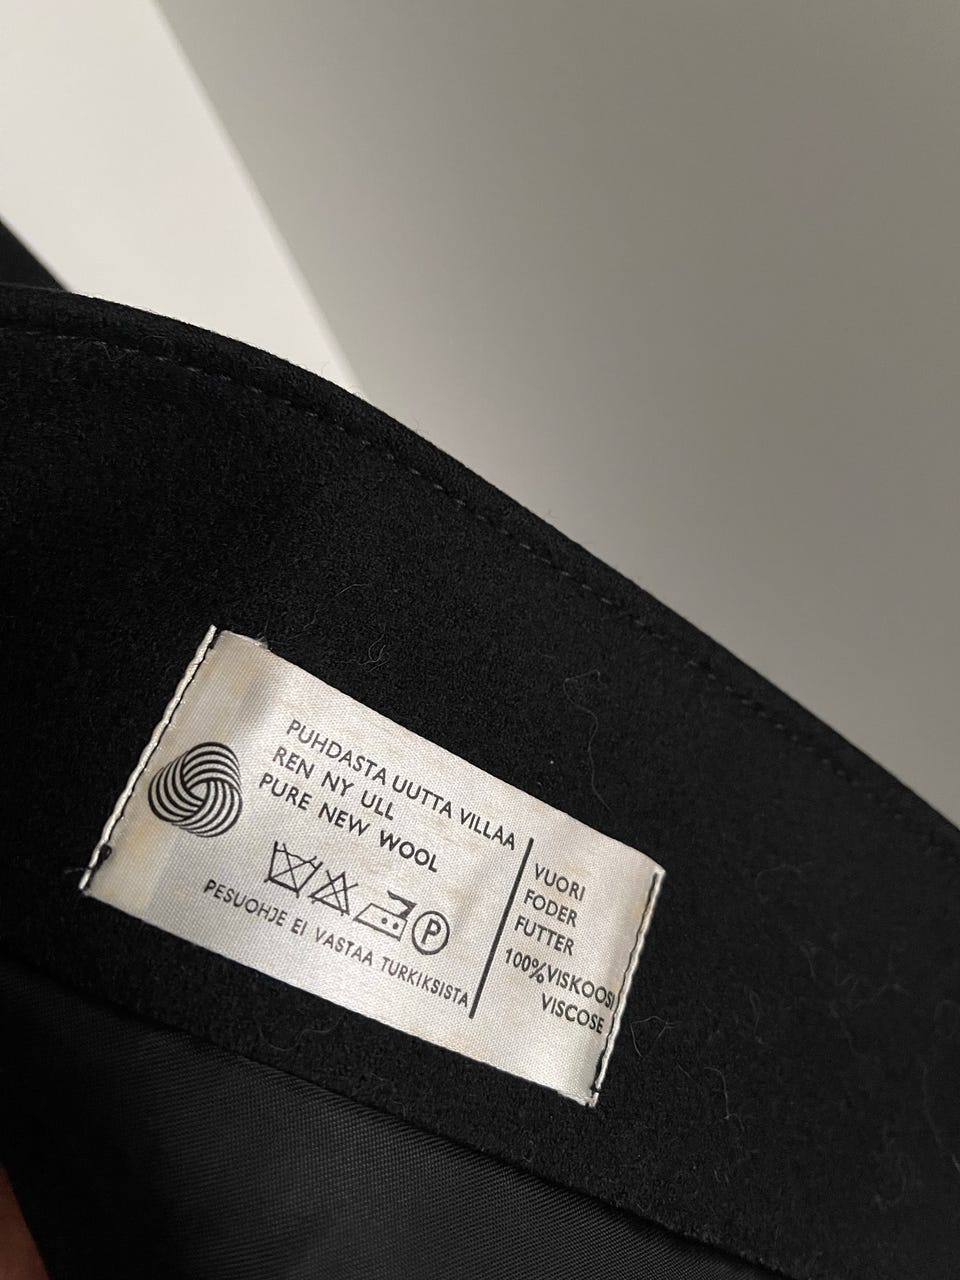 PUHDASTA UUTTA VILLAA
REN NY ULL
PURE NEW WOOL
P
PESUOHJE EI VASTAA TURKIKSISTA
VUORI
FODER
FUTTER
100% VISKOOSI
VISCOSE